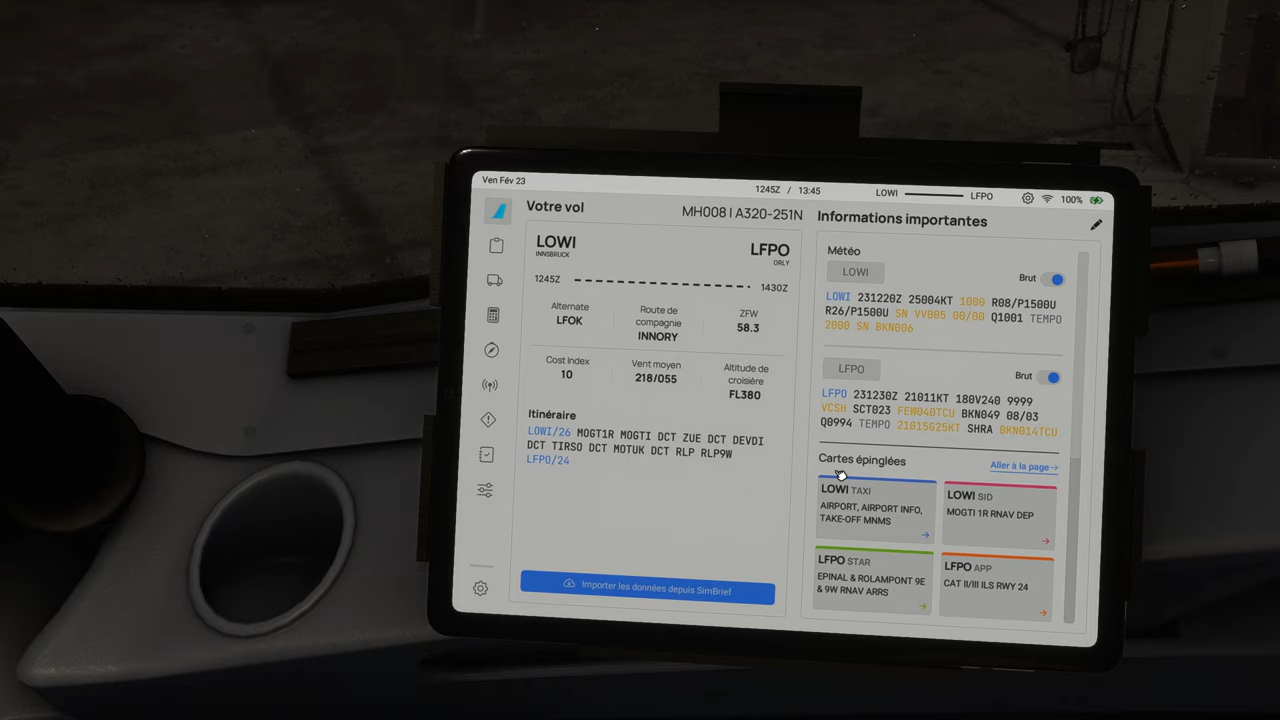 Ven Fév 23
1245Z / 13:45
LOWI
LFPO
100%
Votre vol
MH008 | A320-251N
LOWI
INNSBRUCK
LFPO
ORLY
1245Z
1430Z
Alternate
LFOK
Route de
compagnie
INNORY
ZFW
58.3
Cost Index
10
Vent moyen
218/055
Altitude de
croisière
FL380
Itinéraire
LOWI/26 MOGT1R MOGTI DCT ZUE DCT DEVDI
DCT TIRSO DCT MOTUK DCT RLP RLP9W
LFPO/24
Importer les données depuis SimBrief
Informations importantes
Météo
LOWI
Brut
LOWI 231220Z 25004KT 1000 R08/P1500U
R26/P1500U SN VV005 00/00 Q1001 TEMPO
2000 SN BKN006
LFPO
Brut
LFPO 231230Z 21011KT 180V240 9999
VCSH SCT023 FEW040TCU BKN049 08/03
Q0994 TEMPO 21015G25KT SHRA BKN014TCU
Cartes épinglées
Aller à la page→
LOWI TAXI
AIRPORT, AIRPORT INFO,
TAKE-OFF MNMS
LOWI SID
MOGTI 1R RNAV DEP
LFPO STAR
EPINAL & ROLAMPONT 9E
& 9W RNAV ARRS
LFPO APP
CAT II/III ILS RWY 24